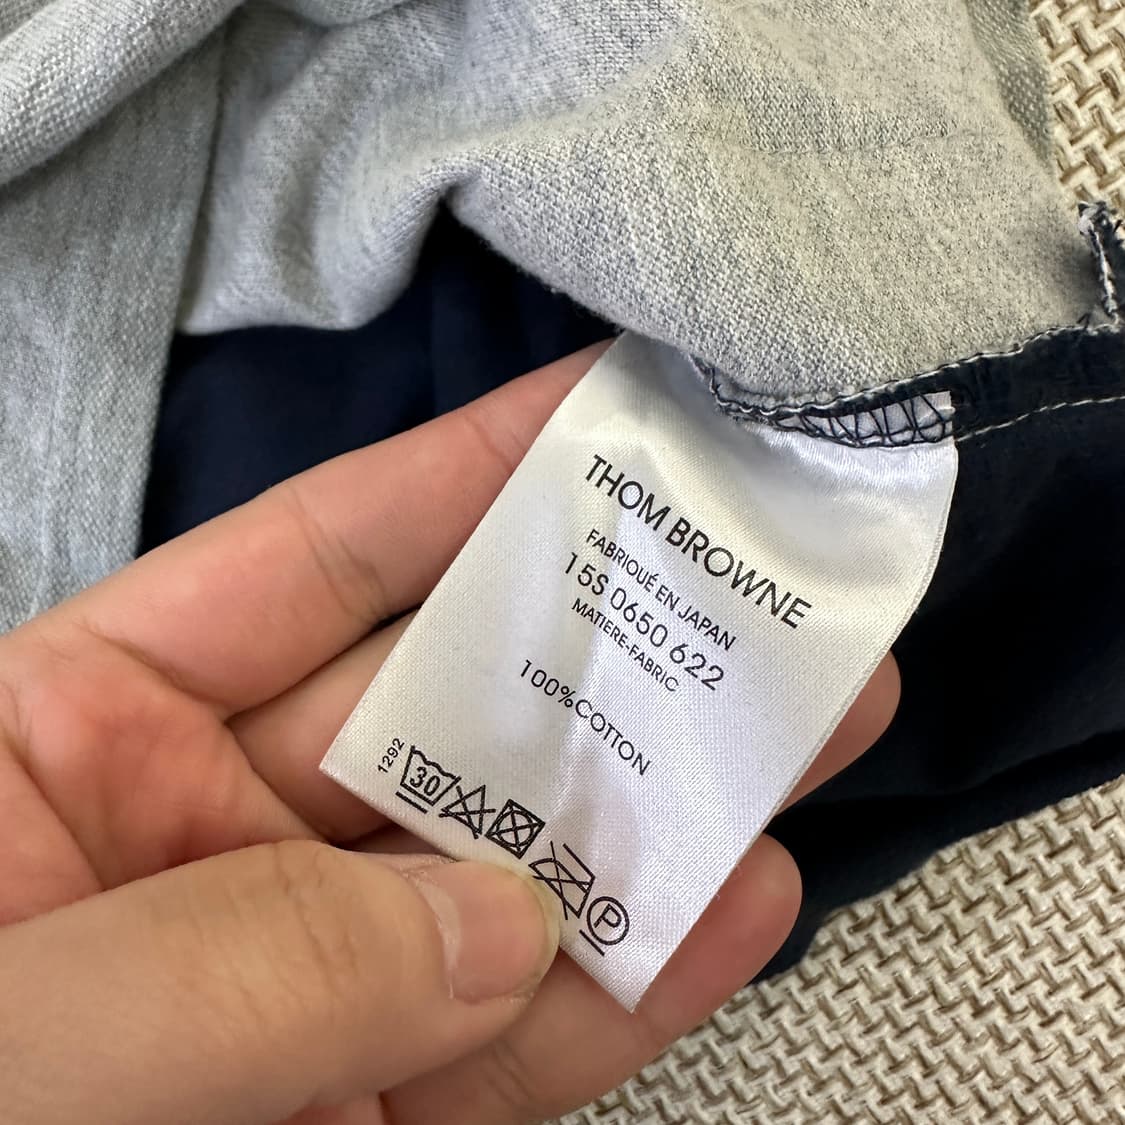 THOM BROWNE
FABRIQUÉ EN JAPAN
15S 0650 622
MATIERE-FABRIC
100%COTTON
1292
30
P